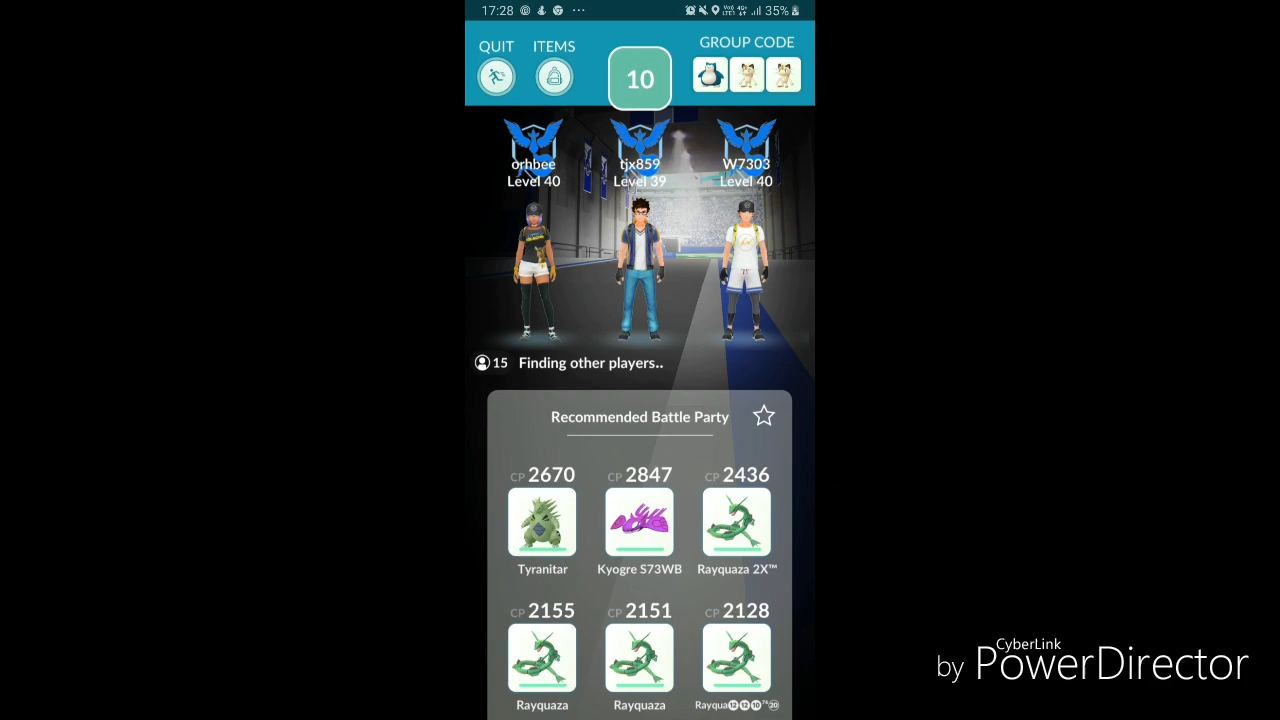 17:28 ... 35%
QUIT ITEMS 10 GROUP CODE
orhbee tjx859 W7303
Level 40 Level 39 Level 40
15 Finding other players..
Recommended Battle Party
CP 2670 CP 2847 CP 2436
Tyranitar Kyogre S73WB Rayquaza 2X™
CP 2155 CP 2151 CP 2128
Rayquaza Rayquaza Rayqua⓬⓬❿⁷⁶⑳
CyberLink
by PowerDirector